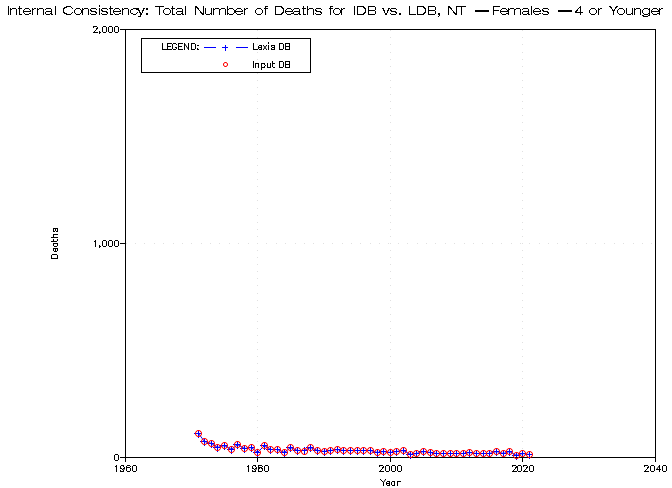 Internal Consistency: Total Number of Deaths for IDB vs. LDB, NT —Females —4 or Younger
2,000
LEGEND: Lexis DB
Input DB
1,000
Deaths
0
1960 1980 2000 2020 2040
Year